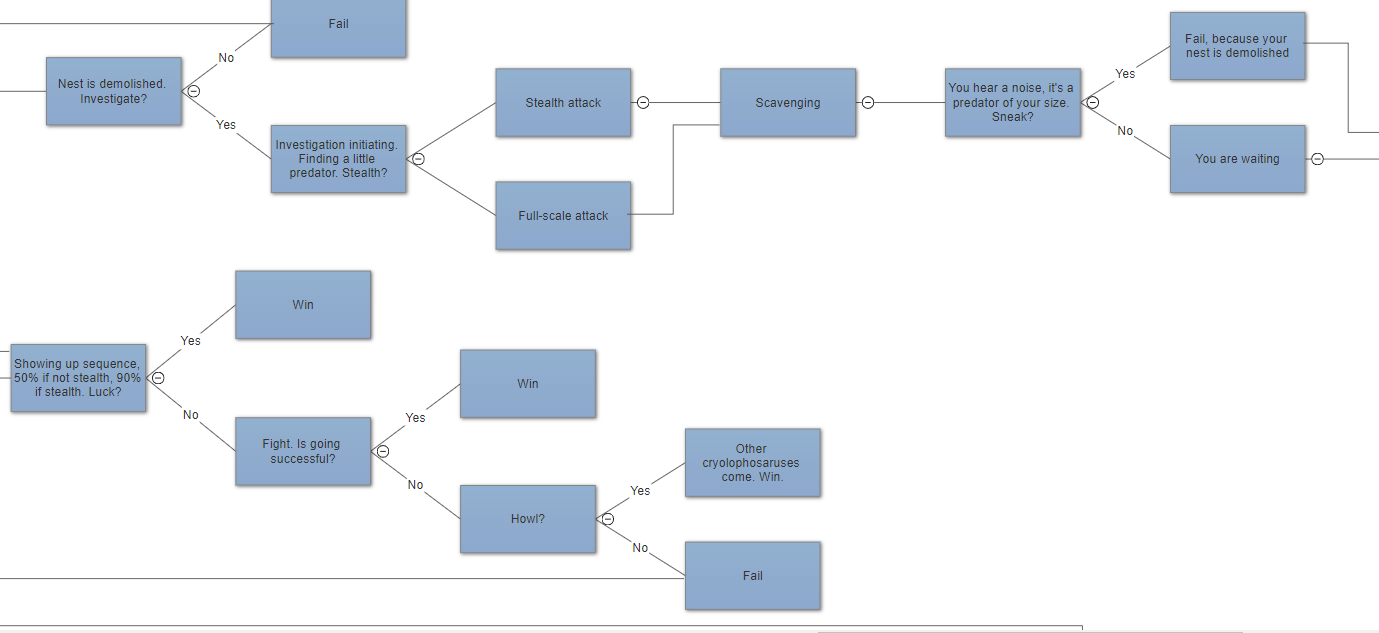 Fail
No
Nest is demolished.
Investigate?
Yes
Investigation initiating.
Finding a little
predator. Stealth?
Stealth attack
Full-scale attack
Scavenging
You hear a noise, it's a
predator of your size.
Sneak?
Yes
Fail, because your
nest is demolished
No
You are waiting
Showing up sequence,
50% if not stealth, 90%
if stealth. Luck?
Yes
Win
No
Fight. Is going
successful?
Yes
Win
No
Howl?
Yes
Other
cryolophosaruses
come. Win.
No
Fail